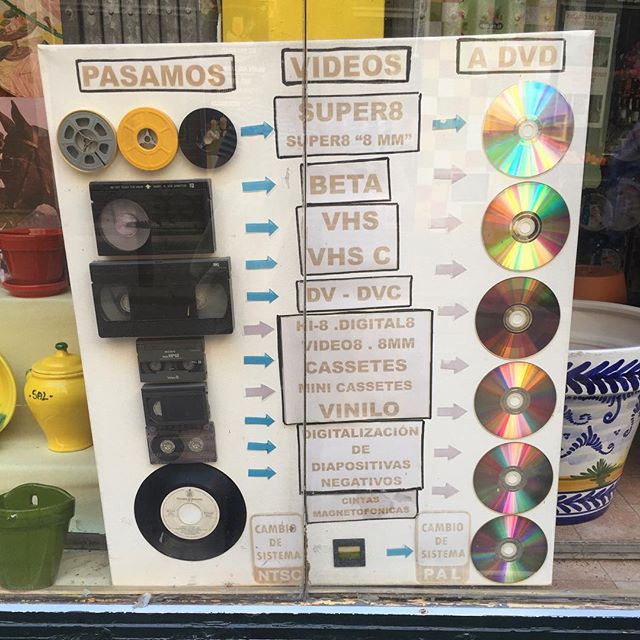 PASAMOS VIDEOS A DVD
SUPER8
SUPER8 "8 MM"
BETA
VHS
VHS C
DV - DVC
HI-8 .DIGITAL8
VIDEO8 . 8MM
CASSETES
MINI CASSETES
VINILO
DIGITALIZACIÓN
DE
DIAPOSITIVAS
NEGATIVOS
CINTAS
MAGNETOFONICAS
CAMBIO
DE
SISTEMA
NTSC
CAMBIO
DE
SISTEMA
PAL
SAL